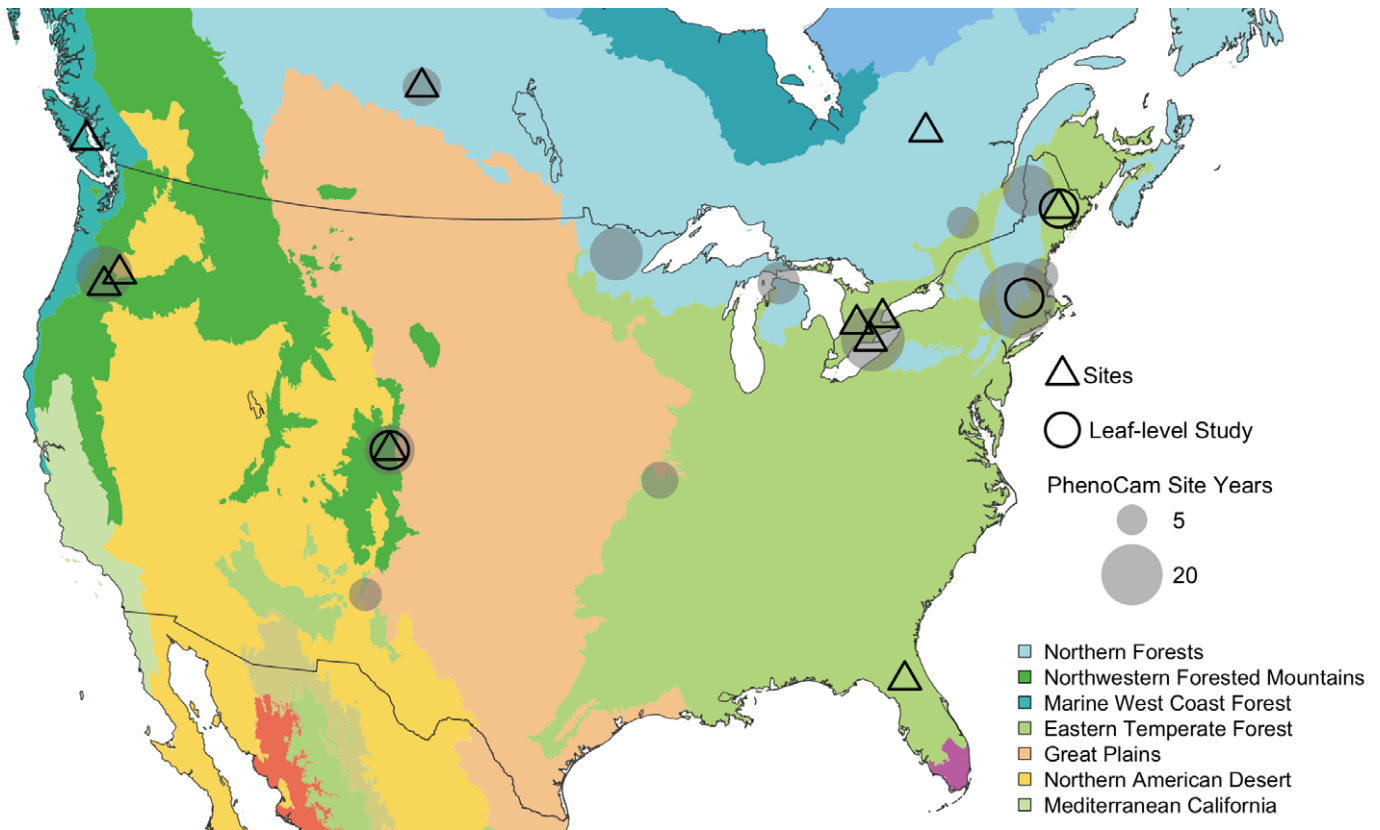 Sites
Leaf-level Study
PhenoCam Site Years
5
20
Northern Forests
Northwestern Forested Mountains
Marine West Coast Forest
Eastern Temperate Forest
Great Plains
Northern American Desert
Mediterranean California